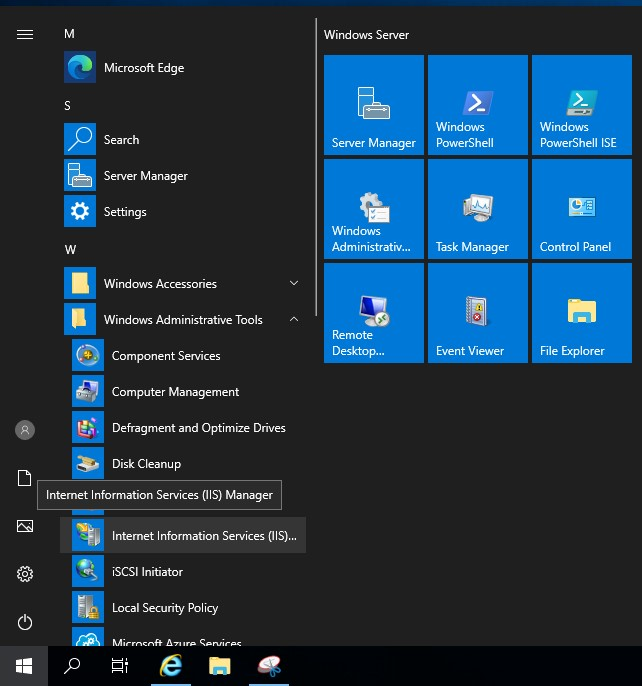 M
Microsoft Edge
S
Search
Server Manager
Settings
W
Windows Accessories
Windows Administrative Tools
Component Services
Computer Management
Defragment and Optimize Drives
Disk Cleanup
Internet Information Services (IIS) Manager
Internet Information Services (IIS)...
iSCSI Initiator
Local Security Policy
Microsoft Azure Services
Windows Server
Server Manager
Windows
PowerShell
Windows
PowerShell ISE
Windows
Administrativ...
Task Manager
Control Panel
Remote
Desktop...
Event Viewer
File Explorer